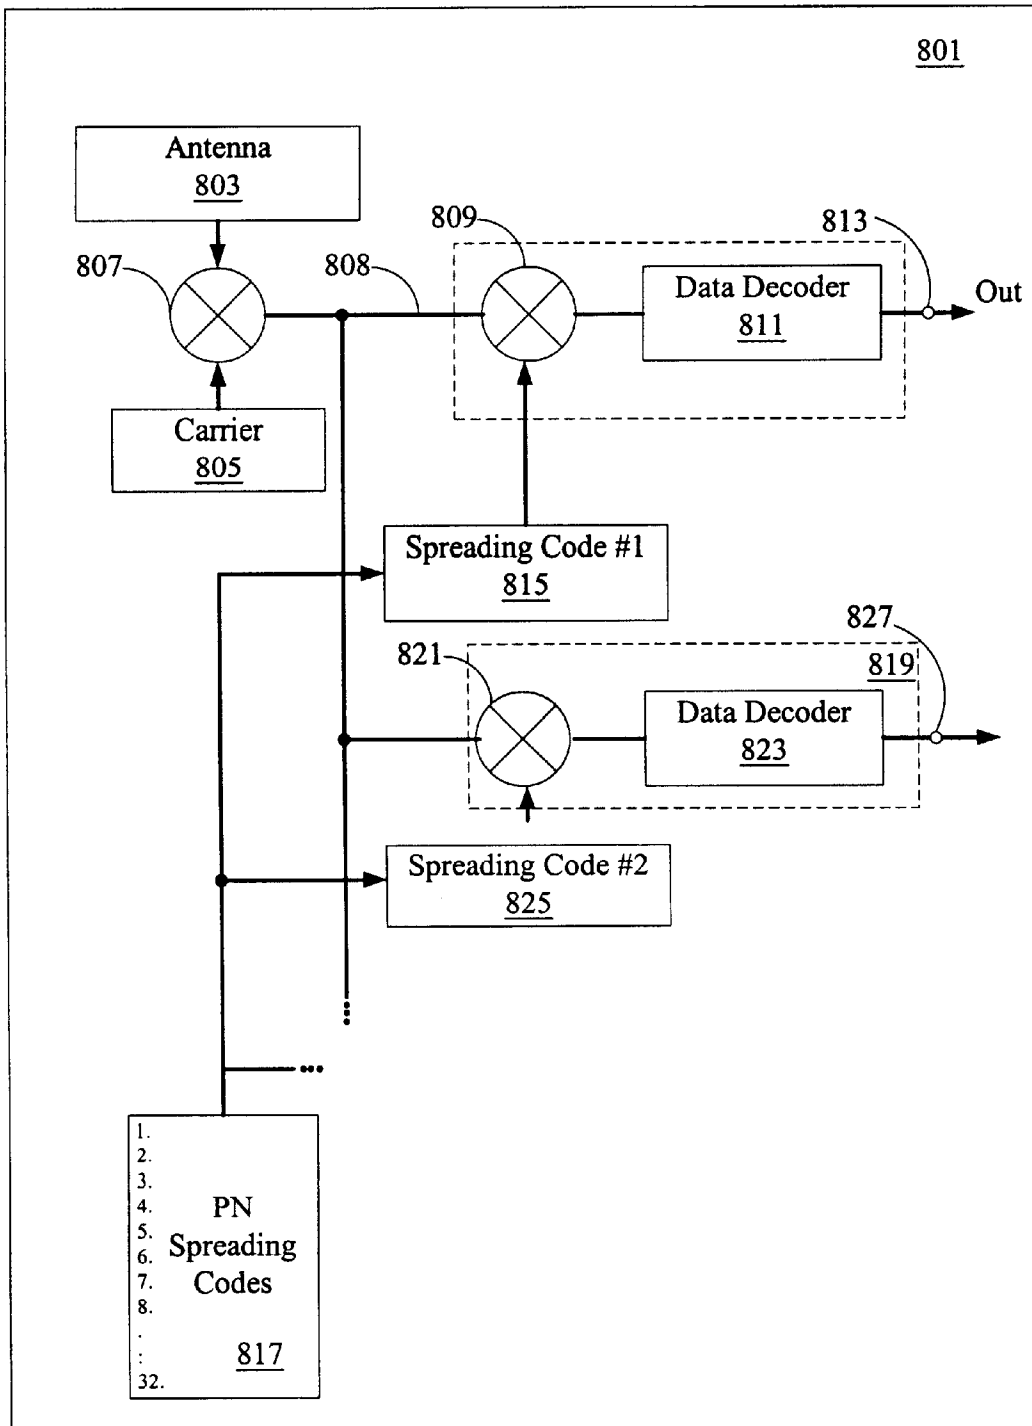 801
Antenna
803
807
808
809
813
Data Decoder
811
Out
Carrier
805
Spreading Code #1
815
827
821
819
Data Decoder
823
Spreading Code #2
825
1.
2.
3.
4.
5.
6.
7.
8.
.
:
32.
PN
Spreading
Codes
817